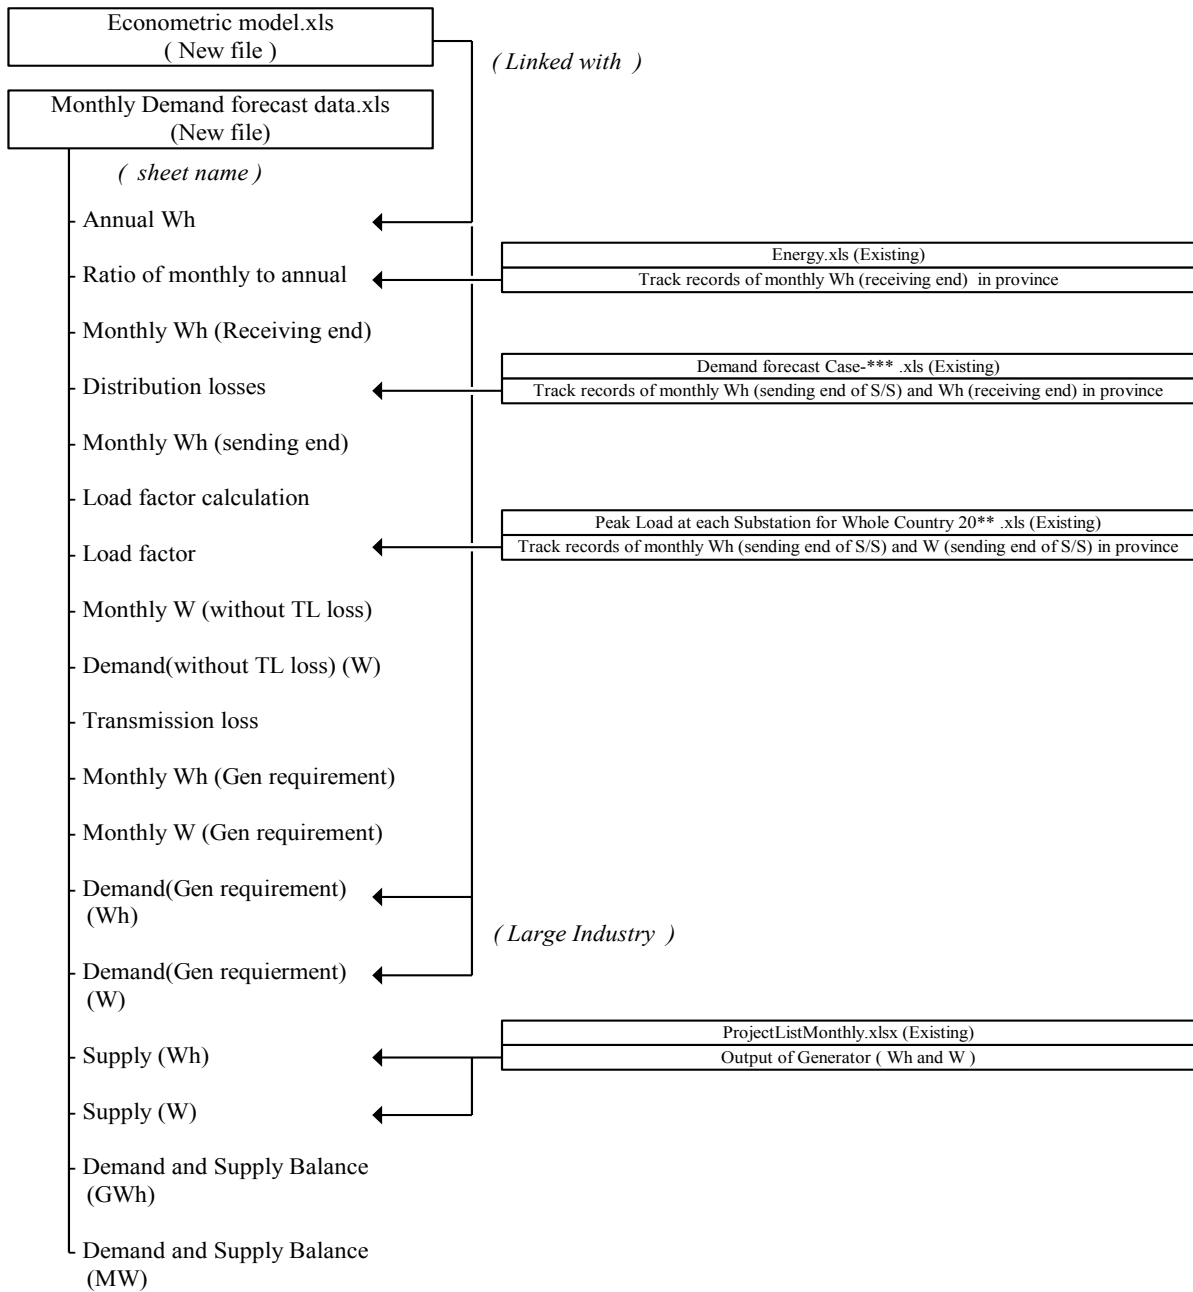 Econometric model.xls
( New file )
( Linked with )
Monthly Demand forecast data.xls
(New file)
( sheet name )
Annual Wh
Energy.xls (Existing)
Ratio of monthly to annual
Track records of monthly Wh (receiving end) in province
Monthly Wh (Receiving end)
Demand forecast Case-*** .xls (Existing)
Distribution losses
Track records of monthly Wh (sending end of S/S) and Wh (receiving end) in province
Monthly Wh (sending end)
Load factor calculation
Peak Load at each Substation for Whole Country 20** .xls (Existing)
Load factor
Track records of monthly Wh (sending end of S/S) and W (sending end of S/S) in province
Monthly W (without TL loss)
Demand(without TL loss) (W)
Transmission loss
Monthly Wh (Gen requirement)
Monthly W (Gen requirement)
Demand(Gen requirement)
(Wh)
( Large Industry )
Demand(Gen requierment)
(W)
ProjectListMonthly.xlsx (Existing)
Supply (Wh)
Output of Generator ( Wh and W )
Supply (W)
Demand and Supply Balance
(GWh)
Demand and Supply Balance
(MW)